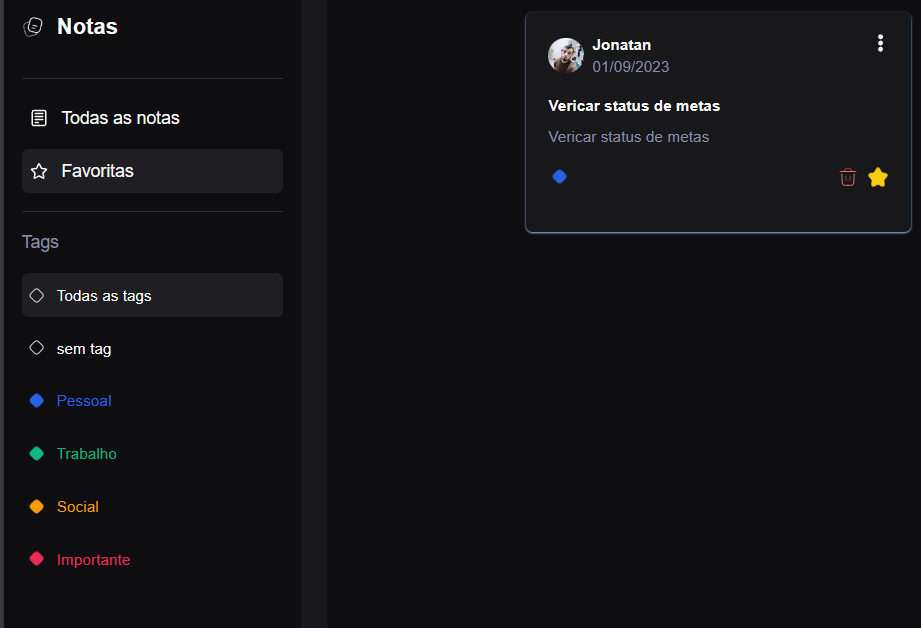 Notas
Todas as notas
Favoritas
Tags
Todas as tags
sem tag
Pessoal
Trabalho
Social
Importante
Jonatan
01/09/2023
Vericar status de metas
Vericar status de metas